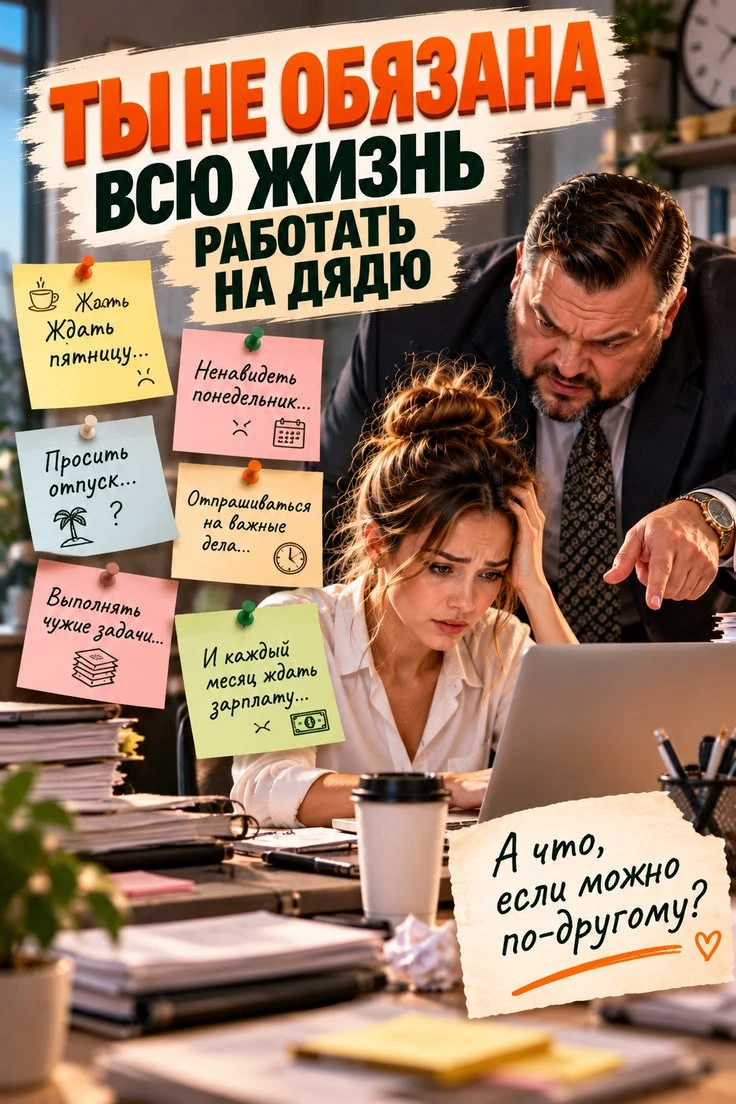 ТЫ НЕ ОБЯЗАНА
ВСЮ ЖИЗНЬ
РАБОТАТЬ
НА ДЯДЮ
Ждать
пятницу...
Ненавидеть
понедельник...
Просить
отпуск...
?
Отпрашиваться
на важные
дела...
Выполнять
чужие задачи...
И каждый
месяц ждать
зарплату...
А что,
если можно
по-другому?